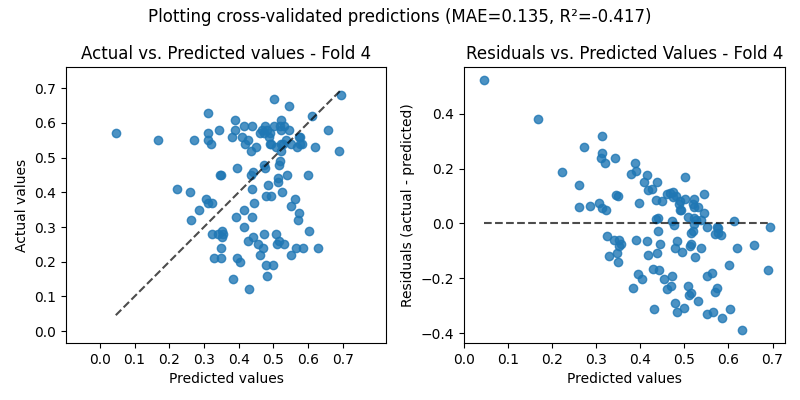 Plotting cross-validated predictions (MAE=0.135, R²=-0.417)
Actual vs. Predicted values - Fold 4
Actual values
0.7
0.6
0.5
0.4
0.3
0.2
0.1
0.0
0.0 0.1 0.2 0.3 0.4 0.5 0.6 0.7
Predicted values
Residuals vs. Predicted Values - Fold 4
Residuals (actual - predicted)
0.4
0.2
0.0
−0.2
−0.4
0.0 0.1 0.2 0.3 0.4 0.5 0.6 0.7
Predicted values